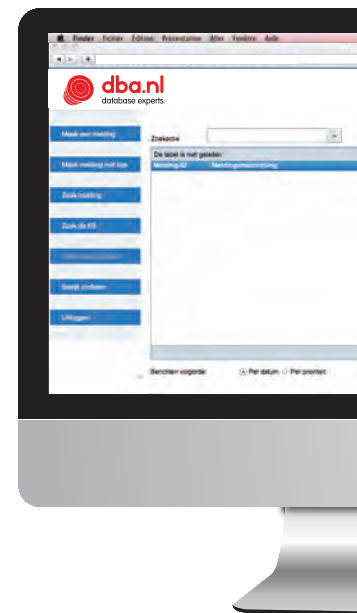 Finder Fichier Édition Présentation Aller Fenêtre Aide
dba.nl
database experts
Maak een melding
Maak melding met bijl.
Zoek melding
Zoek de KB
Bekijk profielen
Uitloggen
Zoekactie
De tabel is niet geladen
Melding-ID Meldingomschrijving
Berichten volgorde Per datum Per prioriteit